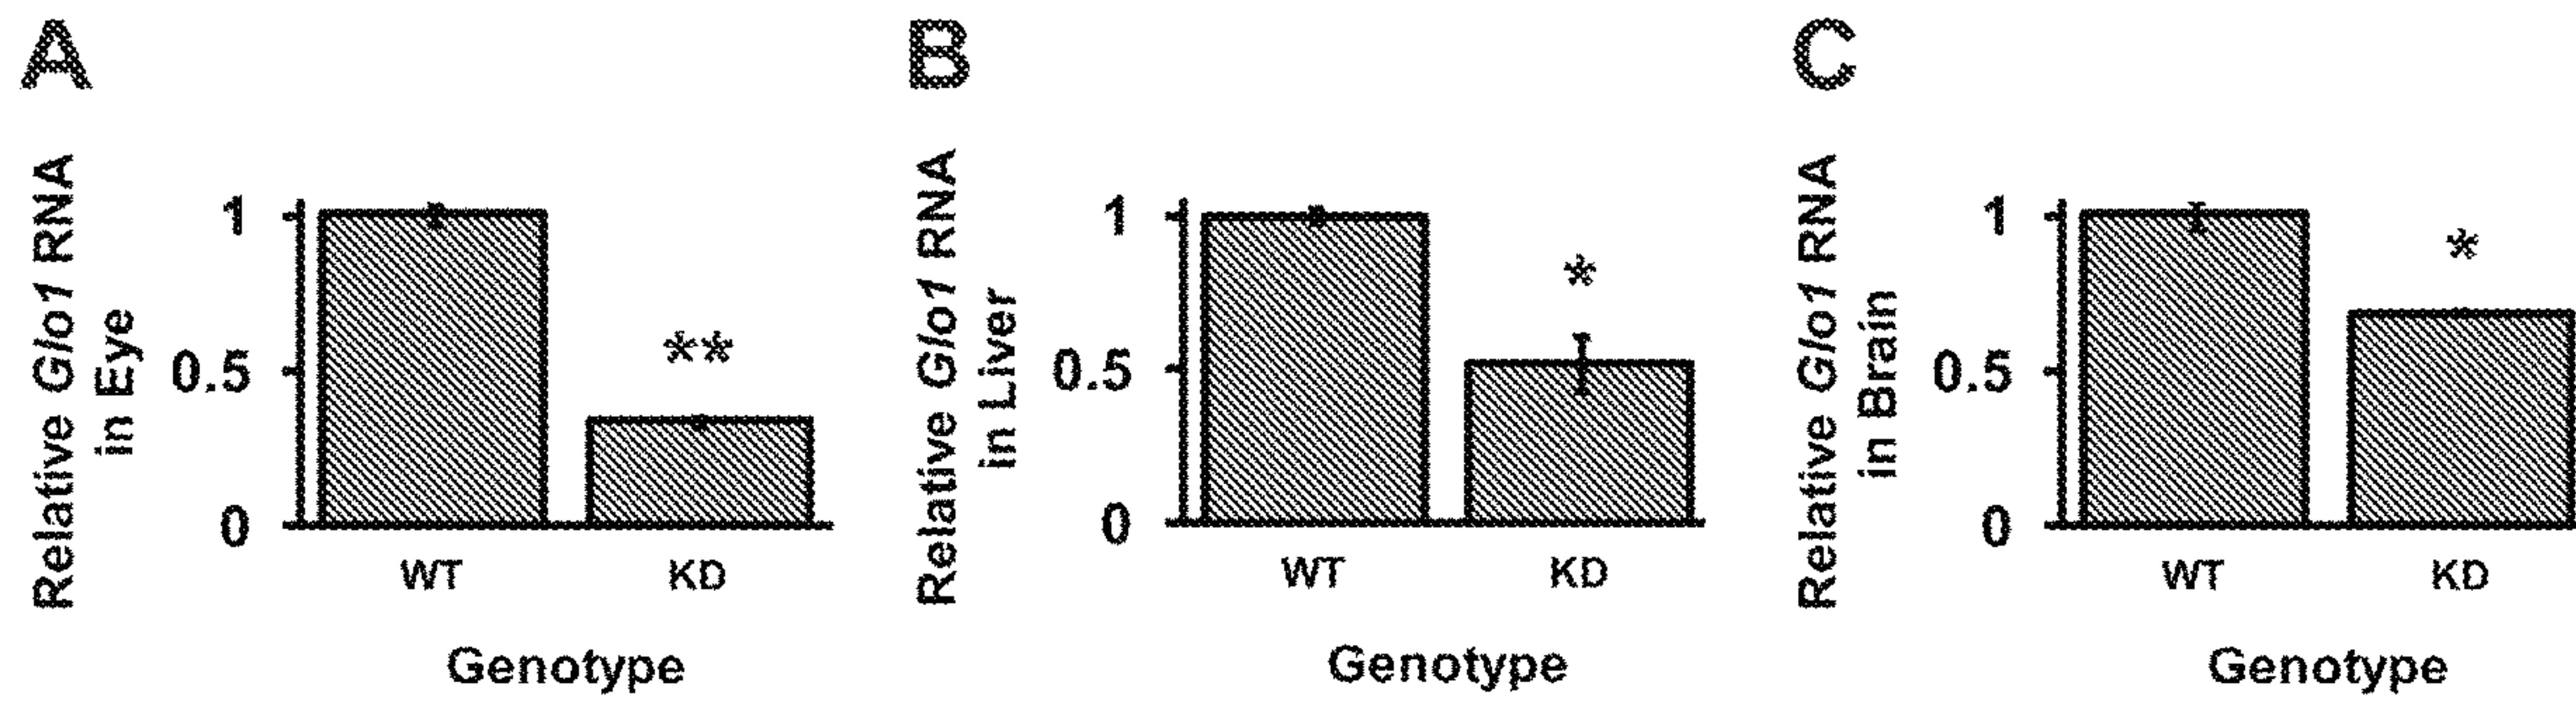 A
Relative Glo1 RNA
in Eye
1
0.5
0
**
WT
KD
Genotype
B
Relative Glo1 RNA
in Liver
1
0.5
0
*
WT
KD
Genotype
C
Relative Glo1 RNA
in Brain
1
0.5
0
*
WT
KD
Genotype